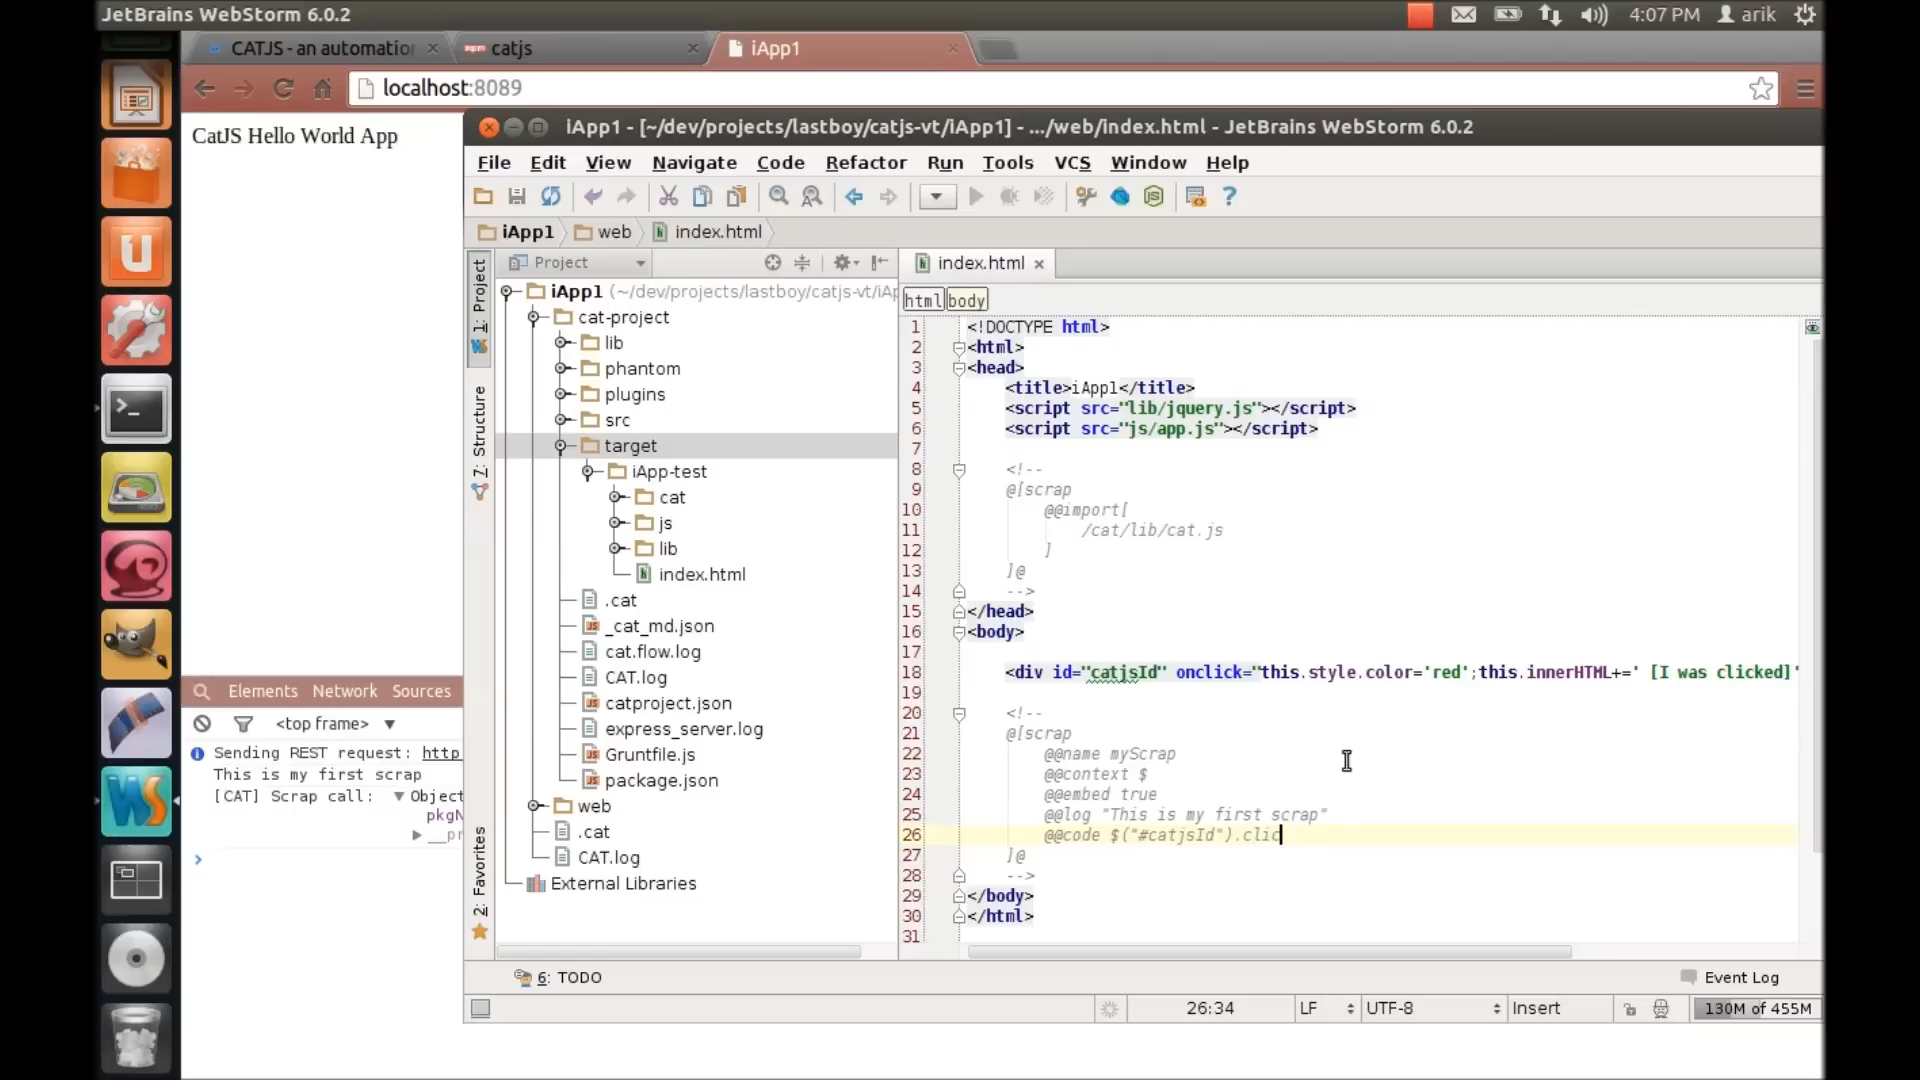 JetBrains WebStorm 6.0.2
4:07 PM arik
CATJS - an automation
catjs
iApp1
localhost:8089
CatJS Hello World App
iApp1 - [~/dev/projects/lastboy/catjs-vt/iApp1] - .../web/index.html - JetBrains WebStorm 6.0.2
File Edit View Navigate Code Refactor Run Tools VCS Window Help
iApp1 web index.html
Project
index.html
html body
1: Project
7: Structure
2: Favorites
iApp1 (~/dev/projects/lastboy/catjs-vt/iAp
cat-project
lib
phantom
plugins
src
target
iApp-test
cat
js
lib
index.html
.cat
_cat_md.json
cat.flow.log
CAT.log
catproject.json
express_server.log
Gruntfile.js
package.json
web
.cat
CAT.log
External Libraries
1 <!DOCTYPE html>
2 <html>
3 <head>
4 <title>iApp1</title>
5 <script src="lib/jquery.js"></script>
6 <script src="js/app.js"></script>
7
8 <!--
9 @[scrap
10 @@import[
11 /cat/lib/cat.js
12 ]
13 ]@
14 -->
15 </head>
16 <body>
17
18 <div id="catjsId" onclick="this.style.color='red';this.innerHTML+=' [I was clicked]'
19
20 <!--
21 @[scrap
22 @@name myScrap
23 @@context $
24 @@embed true
25 @@log "This is my first scrap"
26 @@code $("#catjsId").clic
27 ]@
28 -->
29 </body>
30 </html>
31
Elements Network Sources
<top frame>
Sending REST request: http
This is my first scrap
[CAT] Scrap call: Object
pkgN
__pr
6: TODO
Event Log
26:34 LF UTF-8 Insert 130M of 455M